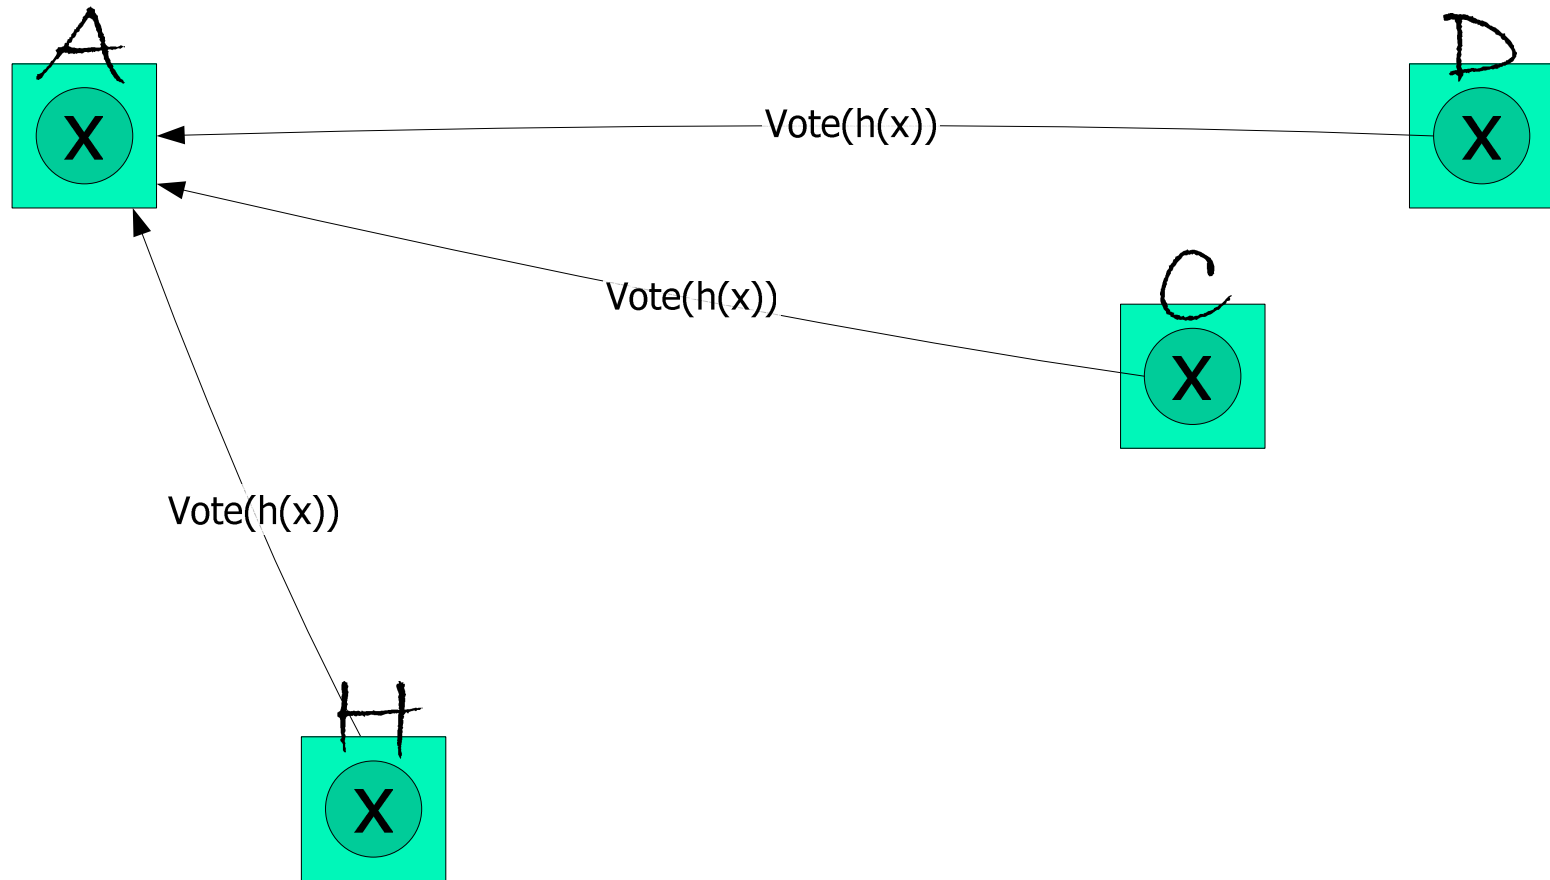 A
D
X
Vote(h(x))
X
C
Vote(h(x))
X
Vote(h(x))
H
X